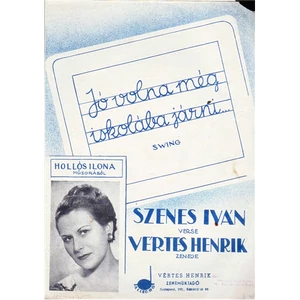 Jó volna még
iskolába járni...
SWING
HOLLÓS ILONA
MŰSORÁBÓL
SZENES IVÁN
VERSE
VÉRTES HENRIK
ZENÉJE
VÉRTES HENRIK
ZENEMŰKIADÓ